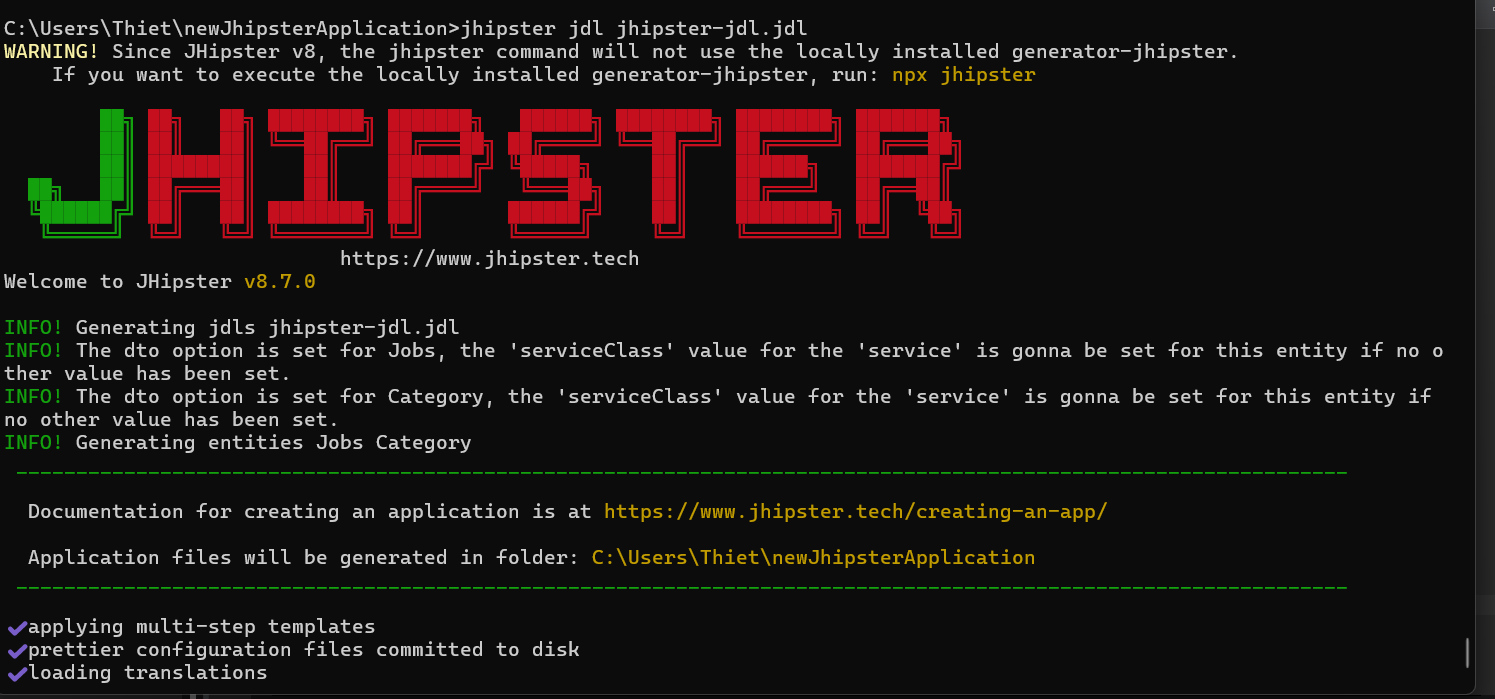 C:\Users\Thiet\newJhipsterApplication>jhipster jdl jhipster-jdl.jdl
WARNING! Since JHipster v8, the jhipster command will not use the locally installed generator-jhipster.
If you want to execute the locally installed generator-jhipster, run: npx jhipster
JHIPSTER
https://www.jhipster.tech
Welcome to JHipster v8.7.0
INFO! Generating jdls jhipster-jdl.jdl
INFO! The dto option is set for Jobs, the 'serviceClass' value for the 'service' is gonna be set for this entity if no o
ther value has been set.
INFO! The dto option is set for Category, the 'serviceClass' value for the 'service' is gonna be set for this entity if
no other value has been set.
INFO! Generating entities Jobs Category
Documentation for creating an application is at https://www.jhipster.tech/creating-an-app/
Application files will be generated in folder: C:\Users\Thiet\newJhipsterApplication
✔applying multi-step templates
✔prettier configuration files committed to disk
✔loading translations